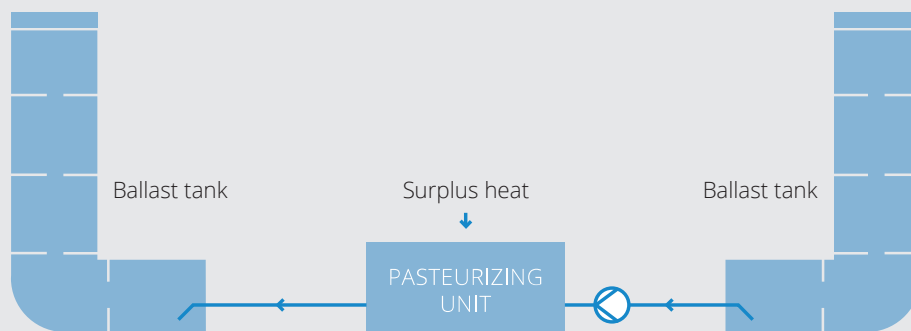 Ballast tank
Surplus heat
Ballast tank
PASTEURIZING
UNIT